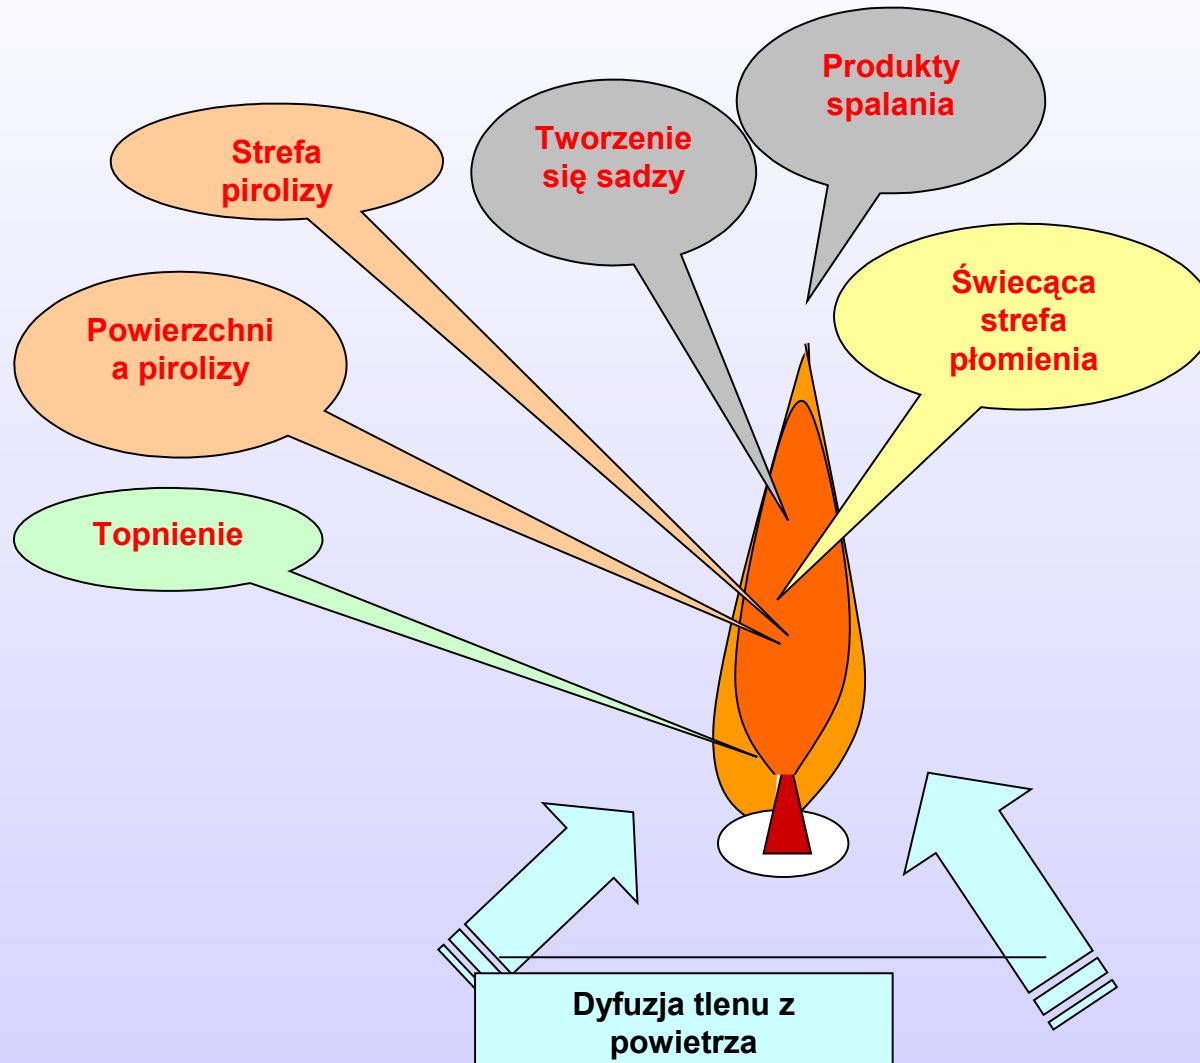 Produkty
spalania
Tworzenie
się sadzy
Strefa
pirolizy
Świecąca
strefa
płomienia
Powierzchni
a pirolizy
Topnienie
Dyfuzja tlenu z
powietrza